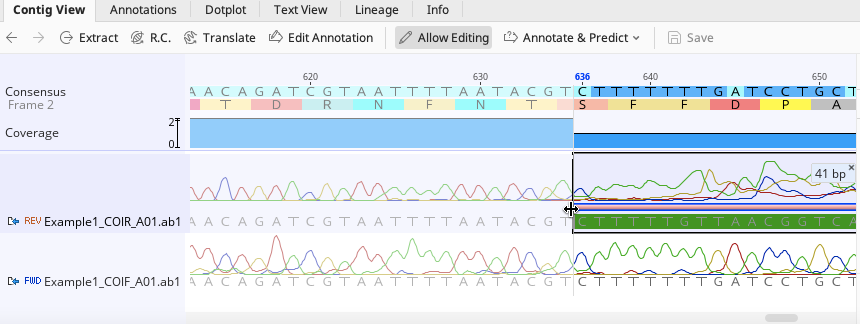 Contig View Annotations Dotplot Text View Lineage Info
Extract R.C. Translate Edit Annotation Allow Editing Annotate & Predict Save
620 630 636 640 650
Consensus A A C A G A T C G T A A T T T T A A T A C G T C T T T T T T T G A T C C T G C T
Frame 2 T D R N F N T S F F D P A
2
Coverage
0
41 bp ×
REV Example1_COIR_A01.ab1 A A C A G A T C G T A A T T T T A A T A C G T C T T T T T G T T A A C G G T C A
FWD Example1_COIF_A01.ab1 A A C A G A T C G T A A T T T T A A T A C G T C T T T T T T T G A T C C T G C T